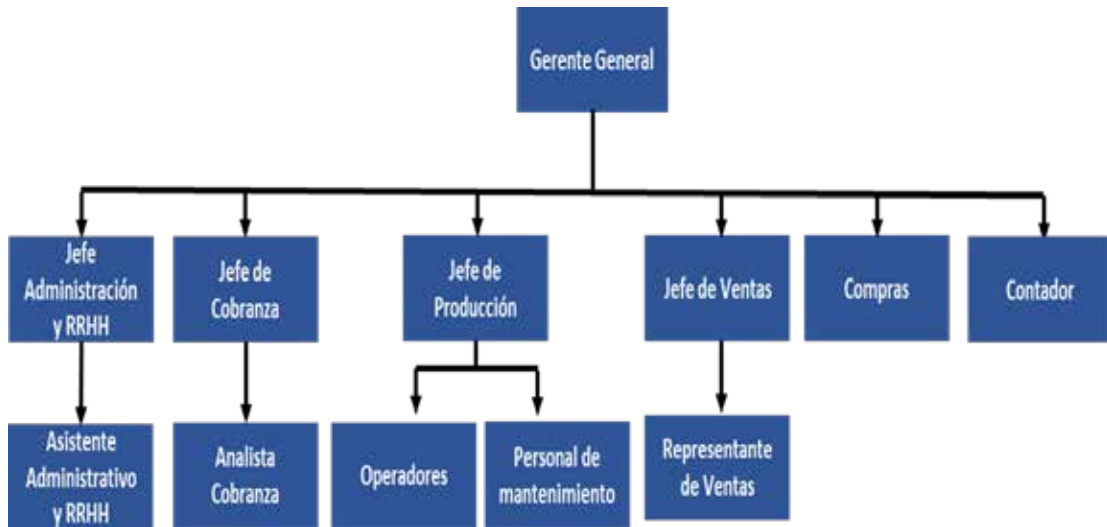 Gerente General
Jefe
Administración
y RRHH
Jefe de
Cobranza
Jefe de
Producción
Jefe de Ventas
Compras
Contador
Asistente
Administrativo
y RRHH
Analista
Cobranza
Operadores
Personal de
mantenimiento
Representante
de Ventas